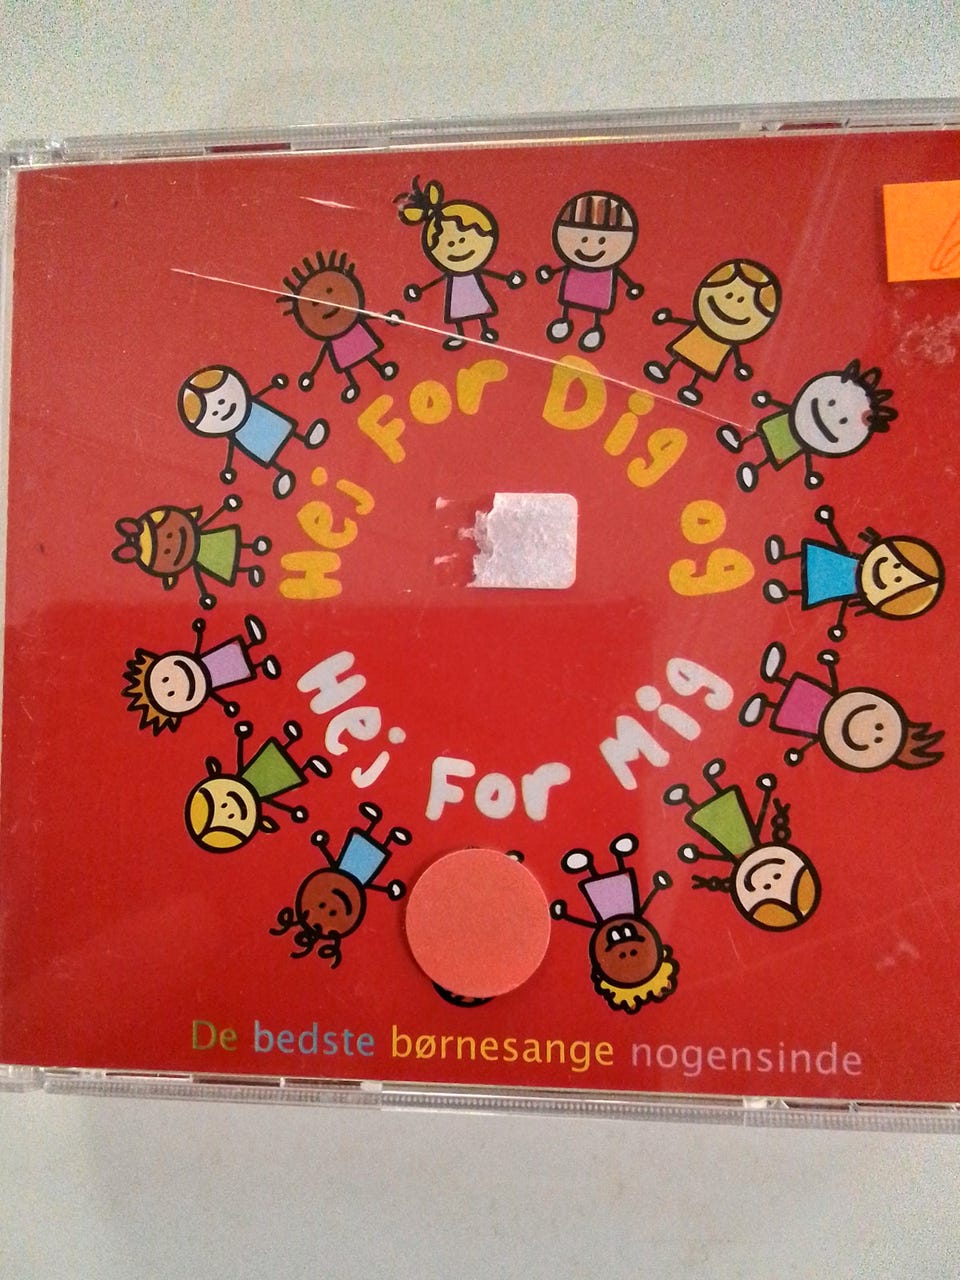 Hej For Dig og
Hej For Mig
De bedste børnesange nogensinde